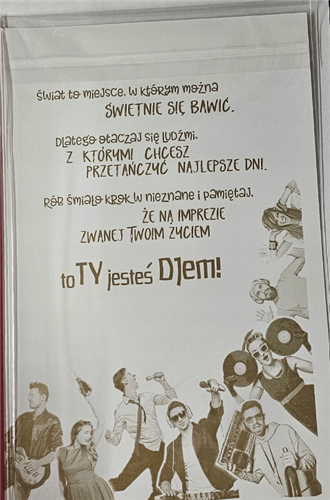 Świat to miejsce, w którym można
ŚWIETNIE SIĘ BAWIĆ.
Dlatego otaczaj się ludźmi,
Z KTÓRYMI CHCESZ
PRZETAŃCZYĆ NAJLEPSZE DNI.
Rób śmiało krok w nieznane i pamiętaj,
ŻE NA IMPREZIE
ZWANEJ TWOIM ŻYCIEM
to TY jesteś DJem!